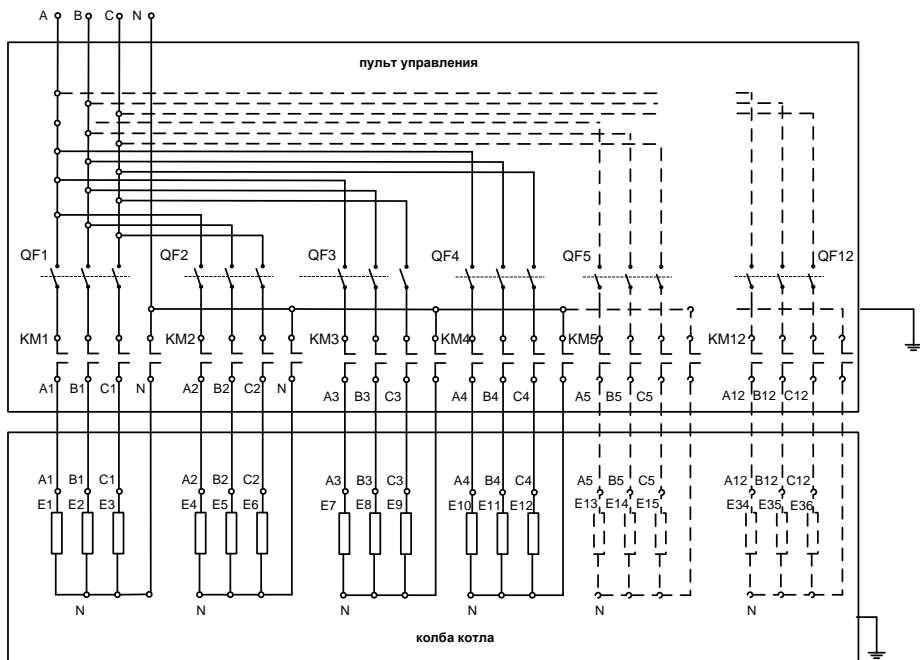 A B C N
пульт управления
QF1 QF2 QF3 QF4 QF5 QF12
KM1 KM2 KM3 KM4 KM5 KM12
A1 B1 C1 N A2 B2 C2 N A3 B3 C3 A4 B4 C4 A5 B5 C5 A12 B12 C12
A1 B1 C1 A2 B2 C2 A3 B3 C3 A4 B4 C4 A5 B5 C5 A12 B12 C12
E1 E2 E3 E4 E5 E6 E7 E8 E9 E10 E11 E12 E13 E14 E15 E34 E35 E36
N N N N N N
колба котла